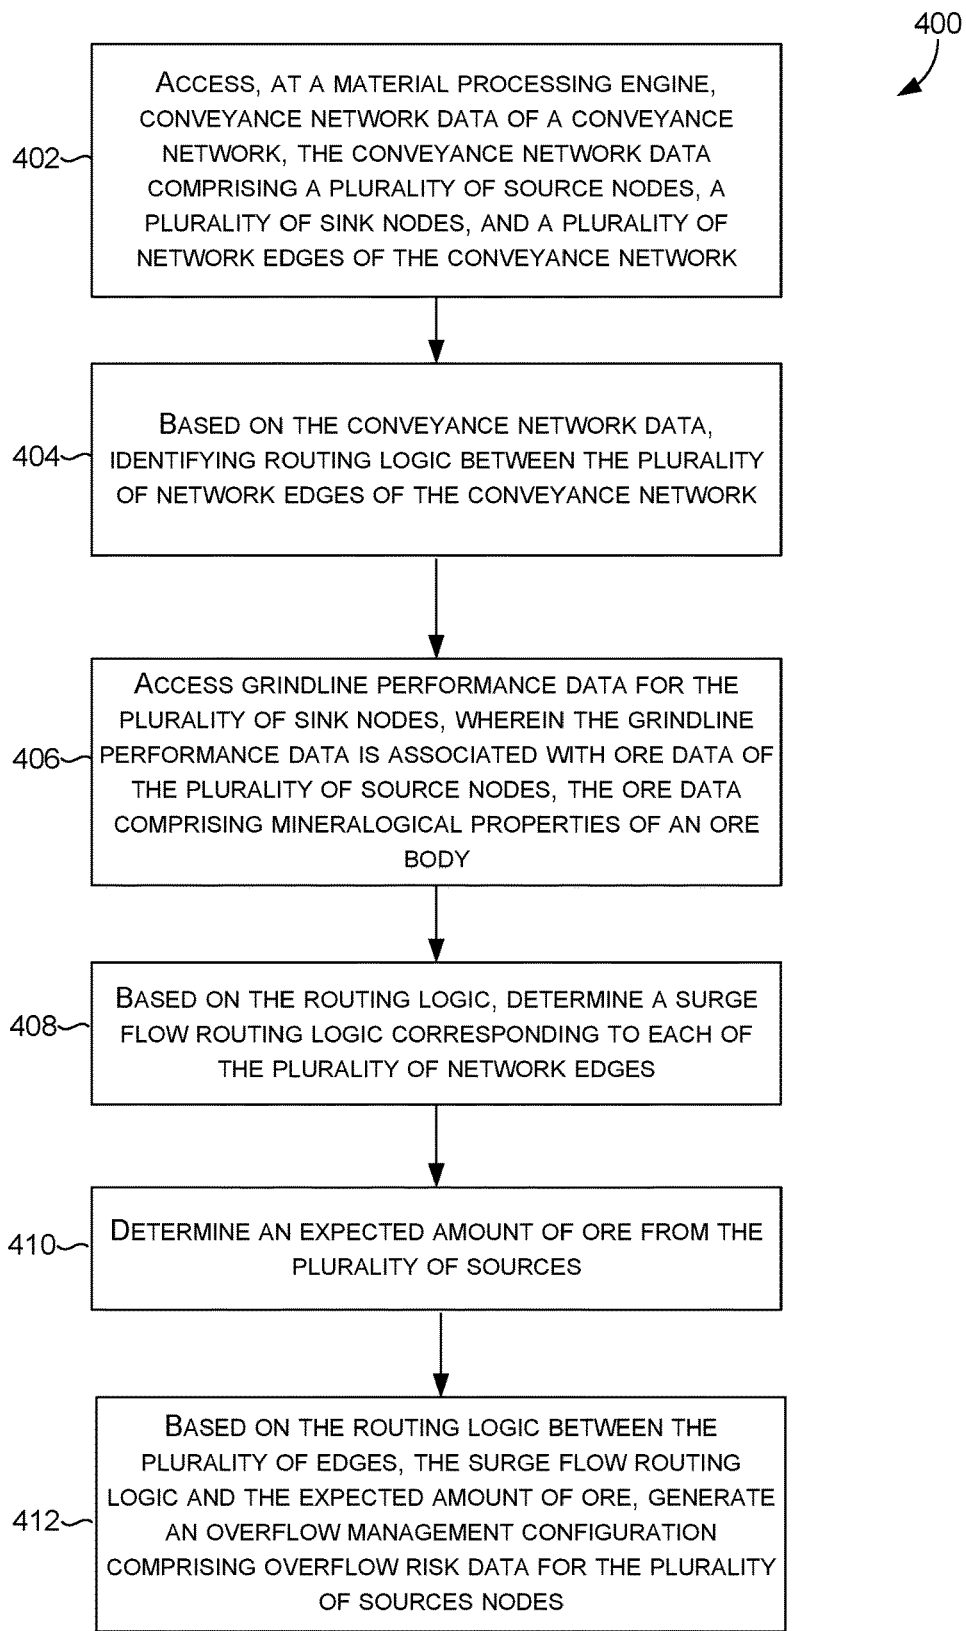 400
ACCESS, AT A MATERIAL PROCESSING ENGINE,
CONVEYANCE NETWORK DATA OF A CONVEYANCE
NETWORK, THE CONVEYANCE NETWORK DATA
COMPRISING A PLURALITY OF SOURCE NODES, A
PLURALITY OF SINK NODES, AND A PLURALITY OF
NETWORK EDGES OF THE CONVEYANCE NETWORK
402
BASED ON THE CONVEYANCE NETWORK DATA,
IDENTIFYING ROUTING LOGIC BETWEEN THE PLURALITY
OF NETWORK EDGES OF THE CONVEYANCE NETWORK
404
ACCESS GRINDLINE PERFORMANCE DATA FOR THE
PLURALITY OF SINK NODES, WHEREIN THE GRINDLINE
PERFORMANCE DATA IS ASSOCIATED WITH ORE DATA OF
THE PLURALITY OF SOURCE NODES, THE ORE DATA
COMPRISING MINERALOGICAL PROPERTIES OF AN ORE
BODY
406
BASED ON THE ROUTING LOGIC, DETERMINE A SURGE
FLOW ROUTING LOGIC CORRESPONDING TO EACH OF
THE PLURALITY OF NETWORK EDGES
408
DETERMINE AN EXPECTED AMOUNT OF ORE FROM THE
PLURALITY OF SOURCES
410
BASED ON THE ROUTING LOGIC BETWEEN THE
PLURALITY OF EDGES, THE SURGE FLOW ROUTING
LOGIC AND THE EXPECTED AMOUNT OF ORE, GENERATE
AN OVERFLOW MANAGEMENT CONFIGURATION
COMPRISING OVERFLOW RISK DATA FOR THE PLURALITY
OF SOURCES NODES
412